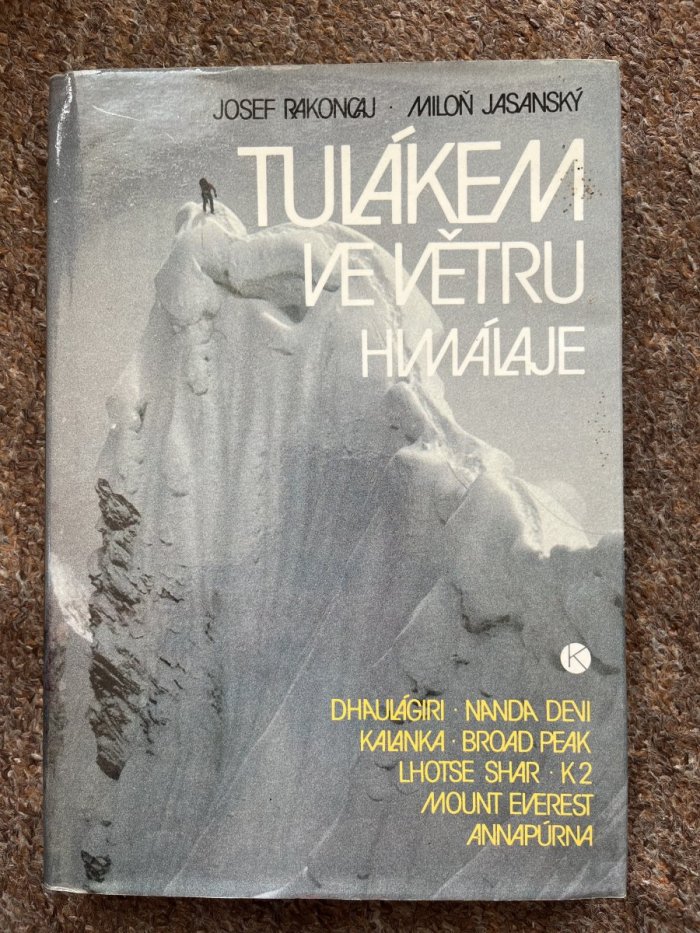 JOSEF RAKONCAJ · MILOŇ JASANSKÝ
TULÁKEM
VE VĚTRU
HIMÁLAJE
K
DHAULÁGIRI · NANDA DEVI
KALANKA · BROAD PEAK
LHOTSE SHAR · K2
MOUNT EVEREST
ANNAPÚRNA